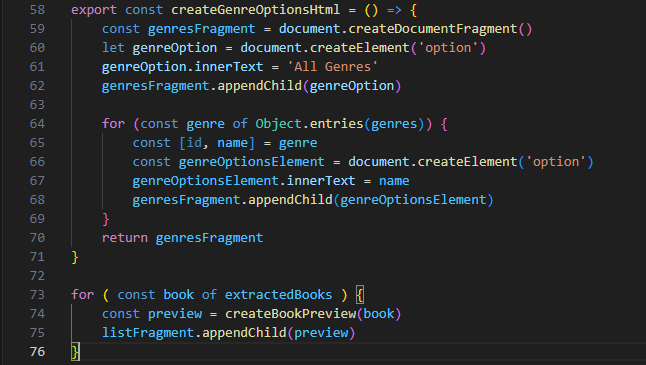 58 export const createGenreOptionsHtml = () => {
59     const genresFragment = document.createDocumentFragment()
60     let genreOption = document.createElement('option')
61     genreOption.innerText = 'All Genres'
62     genresFragment.appendChild(genreOption)
63
64     for (const genre of Object.entries(genres)) {
65         const [id, name] = genre
66         const genreOptionsElement = document.createElement('option')
67         genreOptionsElement.innerText = name
68         genresFragment.appendChild(genreOptionsElement)
69     }
70     return genresFragment
71 }
72
73 for ( const book of extractedBooks ) {
74     const preview = createBookPreview(book)
75     listFragment.appendChild(preview)
76 }